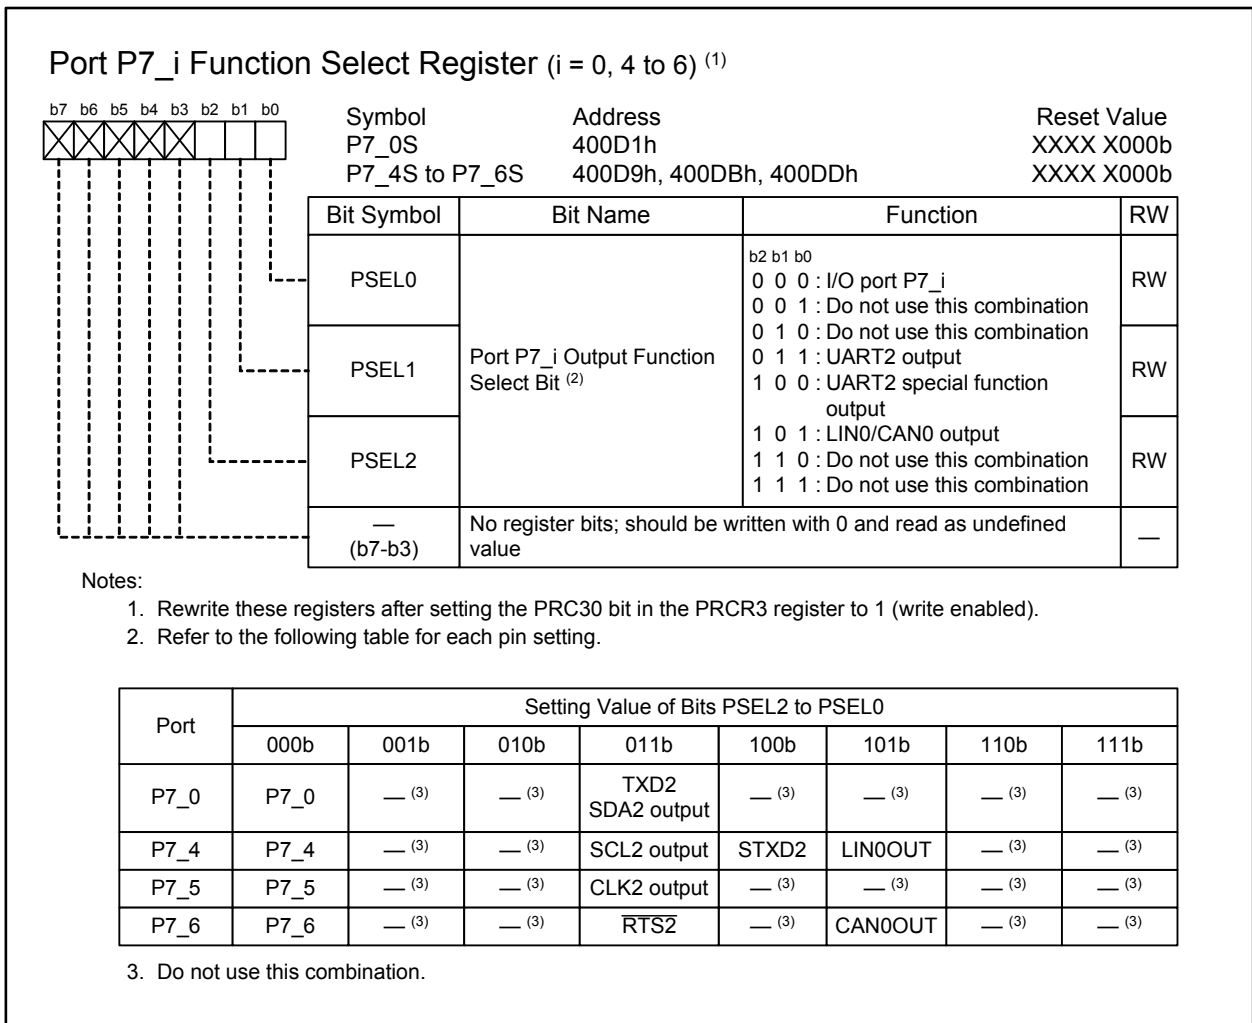 Port P7_i Function Select Register (i = 0, 4 to 6) (1)
b7 b6 b5 b4 b3 b2 b1 b0
Symbol Address Reset Value
P7_0S 400D1h XXXX X000b
P7_4S to P7_6S 400D9h, 400DBh, 400DDh XXXX X000b
Bit Symbol Bit Name Function RW
PSEL0
PSEL1
PSEL2
Port P7_i Output Function
Select Bit (2)
b2 b1 b0
0 0 0 : I/O port P7_i
0 0 1 : Do not use this combination
0 1 0 : Do not use this combination
0 1 1 : UART2 output
1 0 0 : UART2 special function
output
1 0 1 : LIN0/CAN0 output
1 1 0 : Do not use this combination
1 1 1 : Do not use this combination
RW
RW
RW
—
(b7-b3)
No register bits; should be written with 0 and read as undefined
value
—
Notes:
1. Rewrite these registers after setting the PRC30 bit in the PRCR3 register to 1 (write enabled).
2. Refer to the following table for each pin setting.
Port Setting Value of Bits PSEL2 to PSEL0
000b 001b 010b 011b 100b 101b 110b 111b
P7_0 P7_0 — (3) — (3) TXD2 SDA2 output — (3) — (3) — (3) — (3)
P7_4 P7_4 — (3) — (3) SCL2 output STXD2 LIN0OUT — (3) — (3)
P7_5 P7_5 — (3) — (3) CLK2 output — (3) — (3) — (3) — (3)
P7_6 P7_6 — (3) — (3) RTS2 — (3) CAN0OUT — (3) — (3)
3. Do not use this combination.